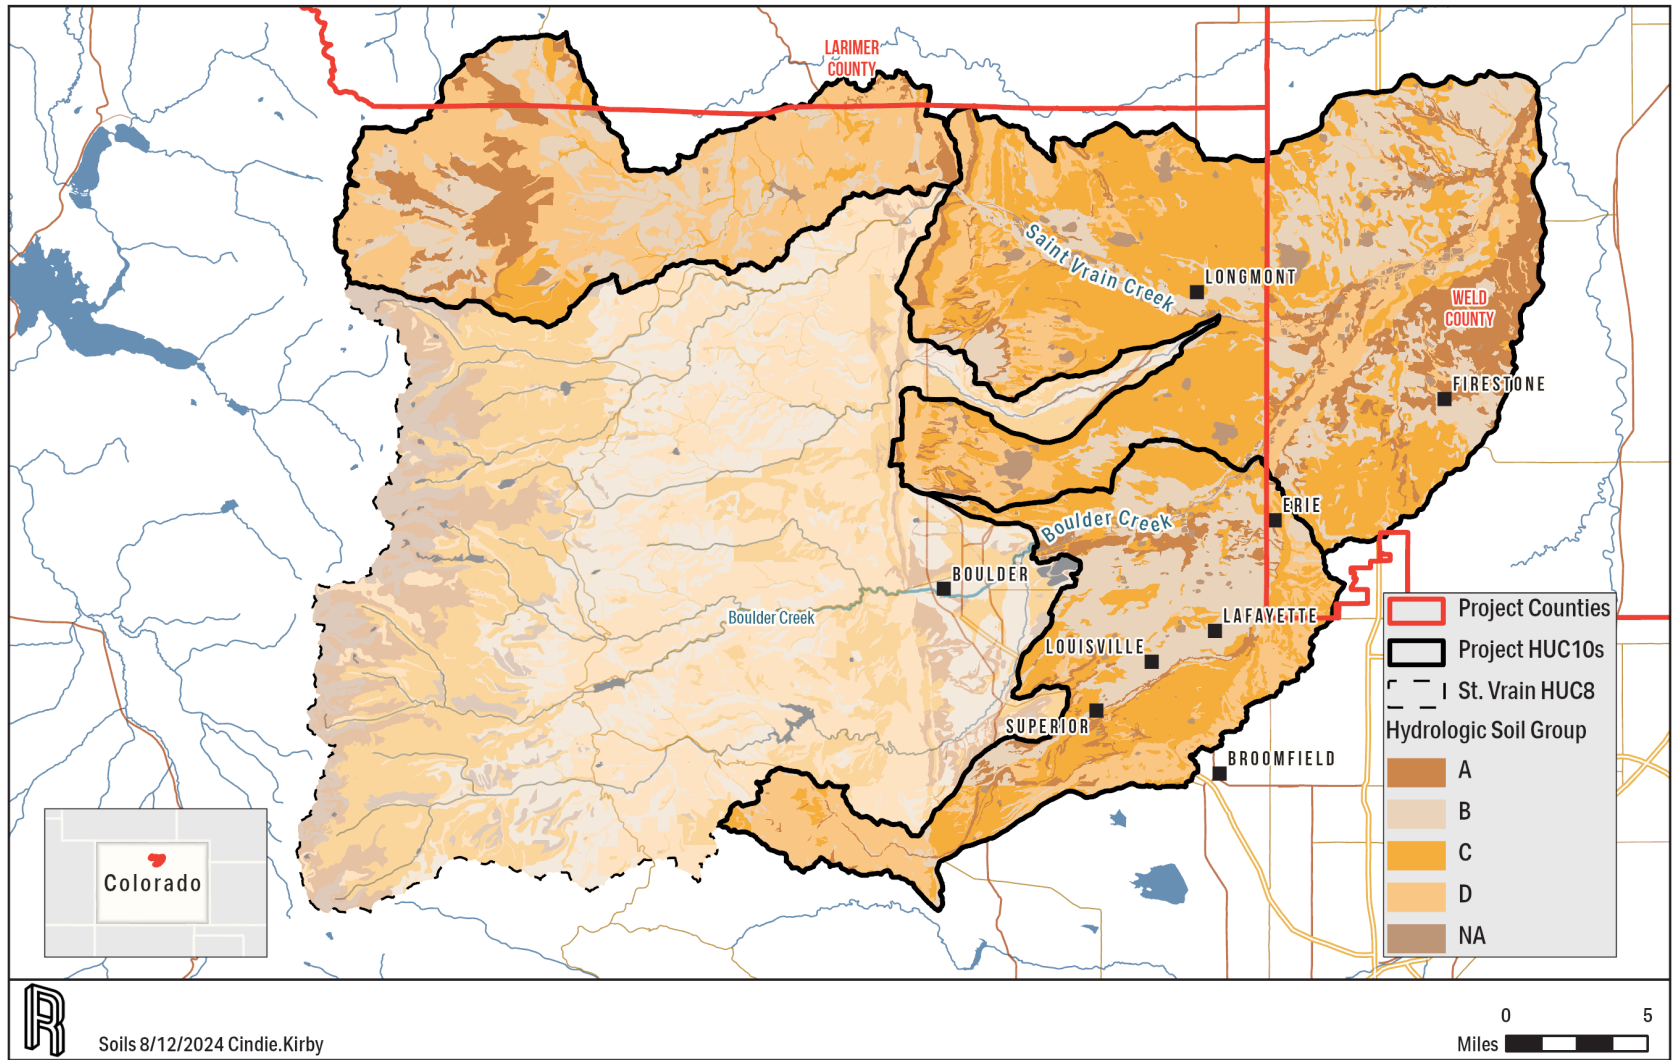 LARIMER
COUNTY
Saint Vrain Creek
LONGMONT
WELD
COUNTY
FIRESTONE
ERIE
Boulder Creek
BOULDER
Boulder Creek
LAFAYETTE
LOUISVILLE
SUPERIOR
BROOMFIELD
Project Counties
Project HUC10s
St. Vrain HUC8
Hydrologic Soil Group
A
B
C
D
NA
Colorado
R
Soils 8/12/2024 Cindie.Kirby
0 5
Miles